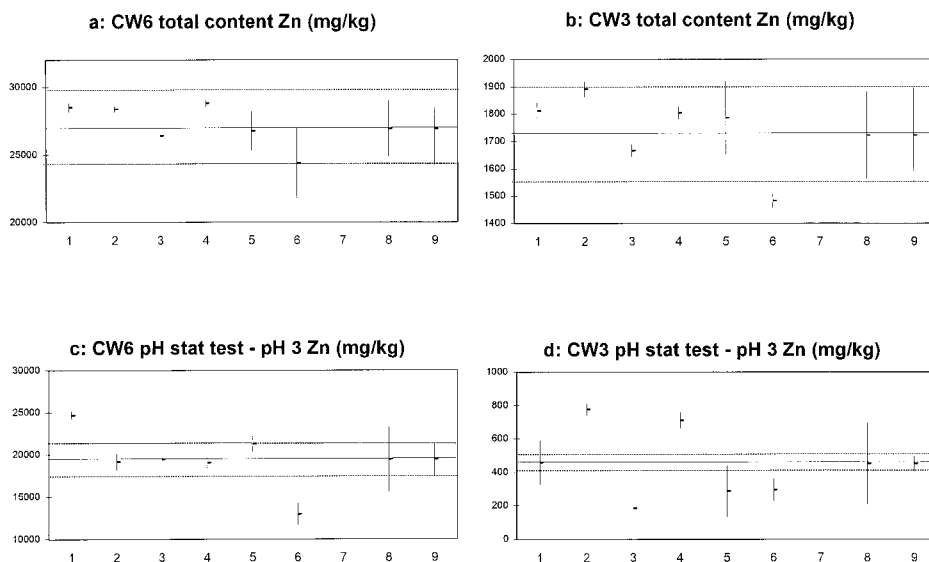 a: CW6 total content Zn (mg/kg)
30000
25000
20000
1 2 3 4 5 6 7 8 9
b: CW3 total content Zn (mg/kg)
2000
1900
1800
1700
1600
1500
1400
1 2 3 4 5 6 7 8 9
c: CW6 pH stat test - pH 3 Zn (mg/kg)
30000
25000
20000
15000
10000
1 2 3 4 5 6 7 8 9
d: CW3 pH stat test - pH 3 Zn (mg/kg)
1000
800
600
400
200
0
1 2 3 4 5 6 7 8 9